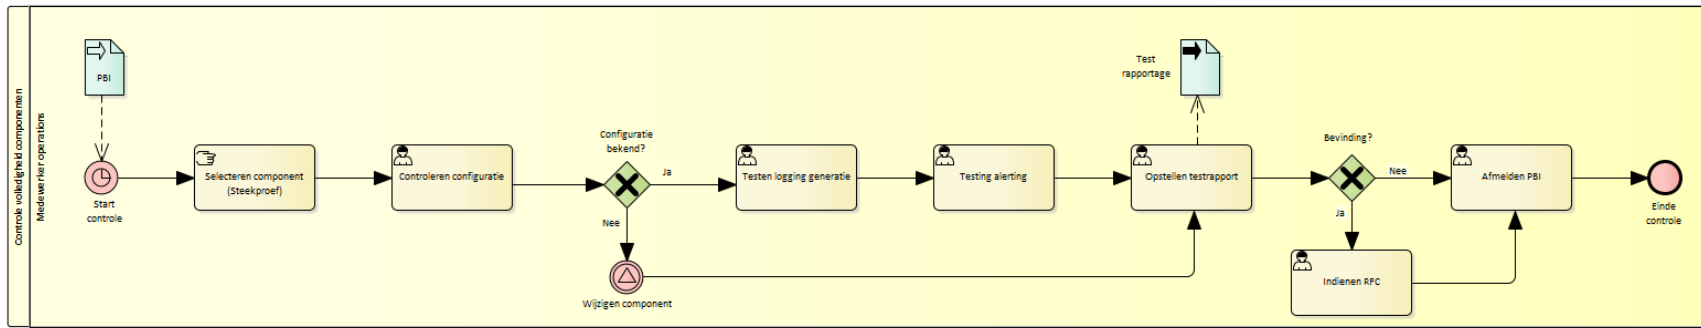 Controle volledigheid componenten
Medewerker operations
PBI
Start
controle
Selecteren component
(Steekproef)
Controleren configuratie
Configuratie
bekend?
Ja
Nee
Wijzigen component
Testen logging generatie
Testing alerting
Test
rapportage
Opstellen testrapport
Bevinding?
Nee
Ja
Indienen RFC
Afmelden PBI
Einde
controle